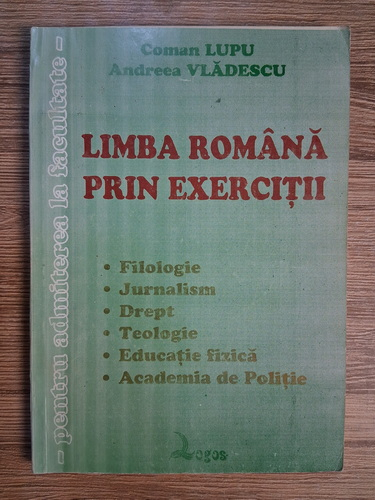 Coman LUPU
Andreea VLĂDESCU
- pentru admiterea la facultate -
LIMBA ROMÂNĂ
PRIN EXERCIȚII
• Filologie
• Jurnalism
• Drept
• Teologie
• Educație fizică
• Academia de Poliție
Logos